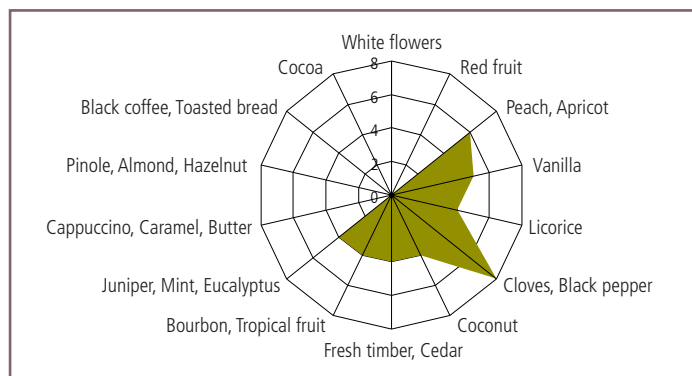 White flowers
Cocoa
8
Red fruit
Black coffee, Toasted bread
6
Peach, Apricot
4
Pinole, Almond, Hazelnut
2
Vanilla
0
Cappuccino, Caramel, Butter
Licorice
Juniper, Mint, Eucalyptus
Cloves, Black pepper
Bourbon, Tropical fruit
Coconut
Fresh timber, Cedar